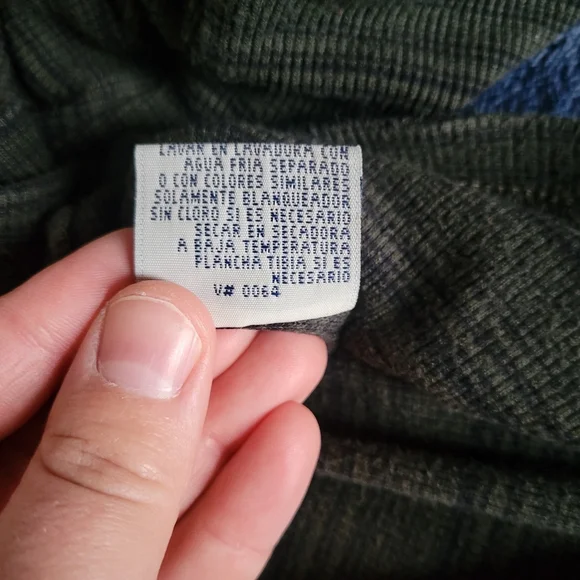 LAVAR EN LAVADORA CON
AGUA FRIA SEPARADO
O CON COLORES SIMILARES
SOLAMENTE BLANQUEADOR
SIN CLORO SI ES NECESARIO
SECAR EN SECADORA
A BAJA TEMPERATURA
PLANCHA TIBIA SI ES
NECESARIO
V# 0064